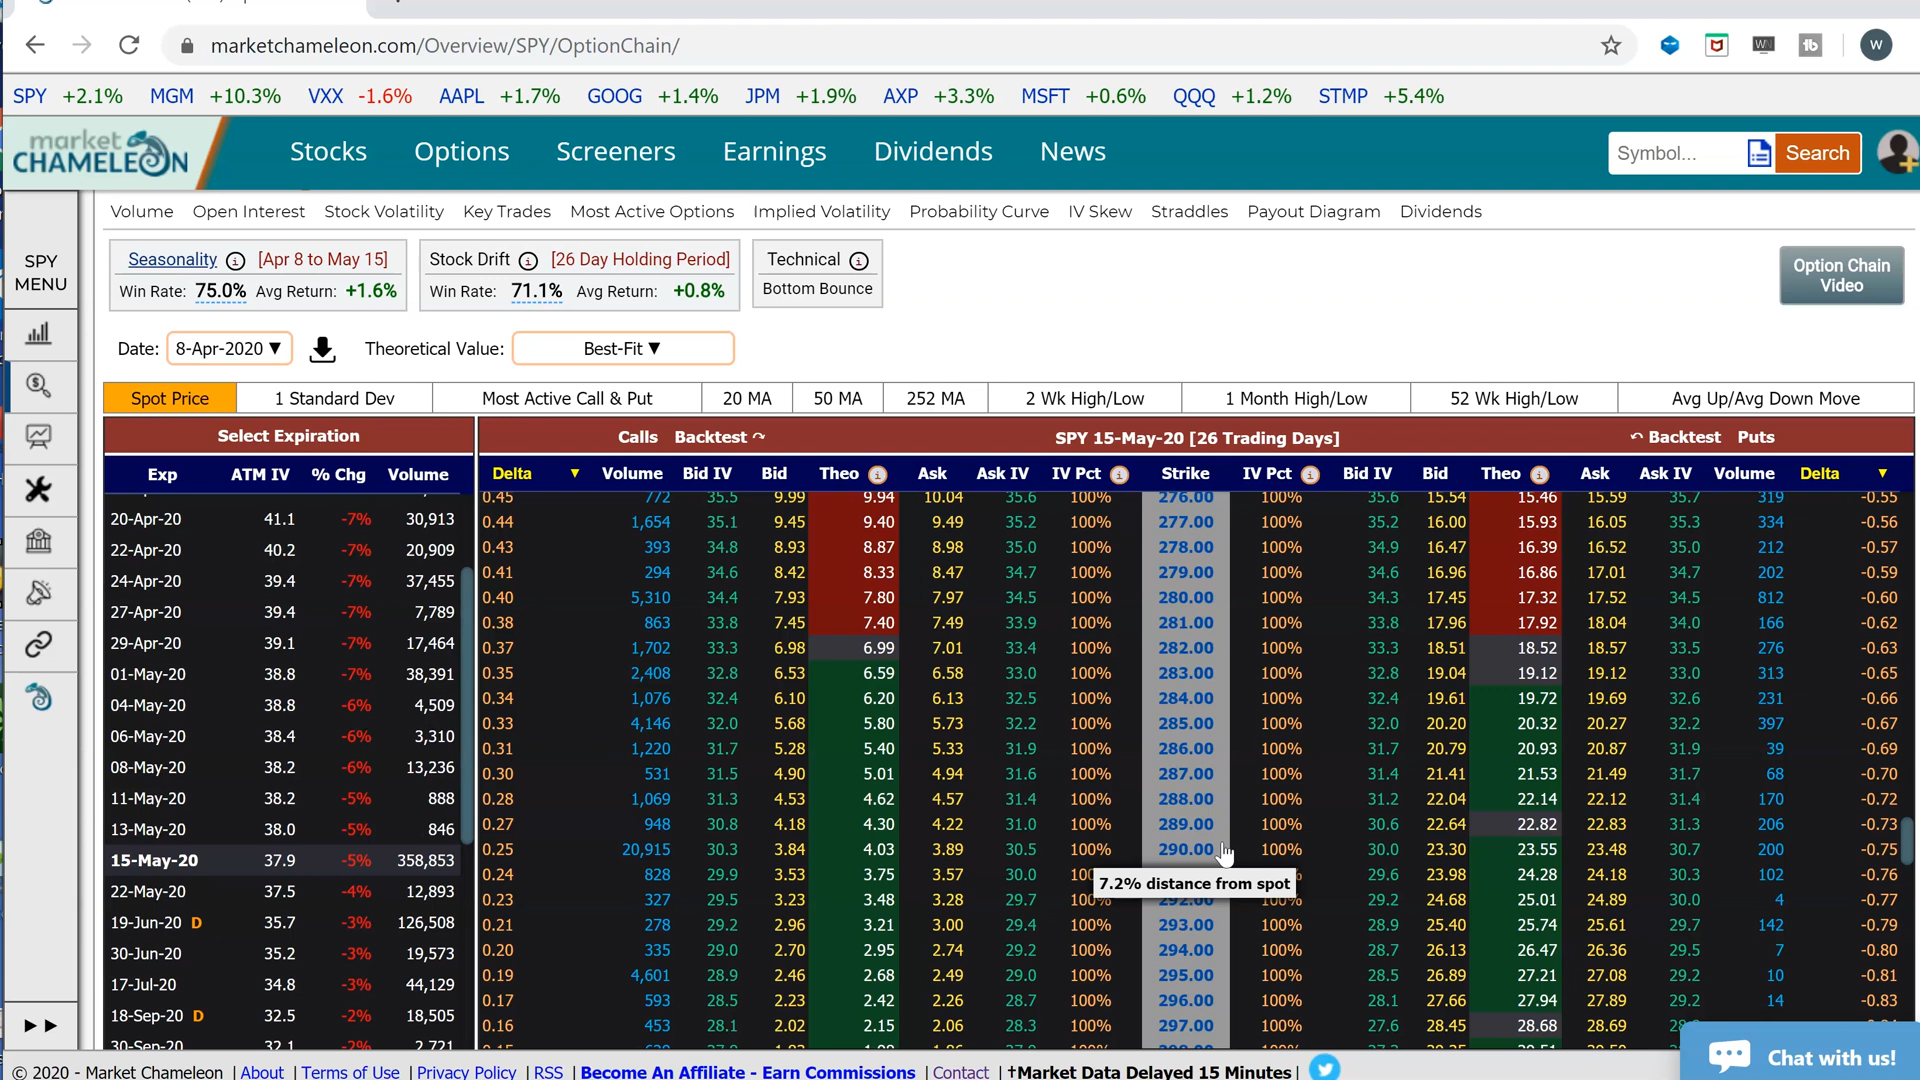 marketchameleon.com/Overview/SPY/OptionChain/
W
SPY +2.1% MGM +10.3% VXX -1.6% AAPL +1.7% GOOG +1.4% JPM +1.9% AXP +3.3% MSFT +0.6% QQQ +1.2% STMP +5.4%
market CHAMELEON Stocks Options Screeners Earnings Dividends News Symbol... Search
Volume Open Interest Stock Volatility Key Trades Most Active Options Implied Volatility Probability Curve IV Skew Straddles Payout Diagram Dividends
SPY MENU
Seasonality [Apr 8 to May 15] Stock Drift [26 Day Holding Period] Technical
Win Rate: 75.0% Avg Return: +1.6% Win Rate: 71.1% Avg Return: +0.8% Bottom Bounce
Option Chain Video
Date: 8-Apr-2020 ▼ Theoretical Value: Best-Fit ▼
Spot Price 1 Standard Dev Most Active Call & Put 20 MA 50 MA 252 MA 2 Wk High/Low 1 Month High/Low 52 Wk High/Low Avg Up/Avg Down Move
Select Expiration
Exp ATM IV % Chg Volume
20-Apr-20 41.1 -7% 30,913
22-Apr-20 40.2 -7% 20,909
24-Apr-20 39.4 -7% 37,455
27-Apr-20 39.4 -7% 7,789
29-Apr-20 39.1 -7% 17,464
01-May-20 38.8 -7% 38,391
04-May-20 38.8 -6% 4,509
06-May-20 38.4 -6% 3,310
08-May-20 38.2 -6% 13,236
11-May-20 38.2 -5% 888
13-May-20 38.0 -5% 846
15-May-20 37.9 -5% 358,853
22-May-20 37.5 -4% 12,893
19-Jun-20 D 35.7 -3% 126,508
30-Jun-20 35.2 -3% 19,573
17-Jul-20 34.8 -3% 44,129
18-Sep-20 D 32.5 -2% 18,505
30-Sep-20 32.1 -2% 2,721
Calls Backtest SPY 15-May-20 [26 Trading Days] Backtest Puts
Delta ▼ Volume Bid IV Bid Theo Ask Ask IV IV Pct Strike IV Pct Bid IV Bid Theo Ask Ask IV Volume Delta ▼
0.45 772 35.5 9.99 9.94 10.04 35.6 100% 276.00 100% 35.6 15.54 15.46 15.59 35.7 319 -0.55
0.44 1,654 35.1 9.45 9.40 9.49 35.2 100% 277.00 100% 35.2 16.00 15.93 16.05 35.3 334 -0.56
0.43 393 34.8 8.93 8.87 8.98 35.0 100% 278.00 100% 34.9 16.47 16.39 16.52 35.0 212 -0.57
0.41 294 34.6 8.42 8.33 8.47 34.7 100% 279.00 100% 34.6 16.96 16.86 17.01 34.7 202 -0.59
0.40 5,310 34.4 7.93 7.80 7.97 34.5 100% 280.00 100% 34.3 17.45 17.32 17.52 34.5 812 -0.60
0.38 863 33.8 7.45 7.40 7.49 33.9 100% 281.00 100% 33.8 17.96 17.92 18.04 34.0 166 -0.62
0.37 1,702 33.3 6.98 6.99 7.01 33.4 100% 282.00 100% 33.3 18.51 18.52 18.57 33.5 276 -0.63
0.35 2,408 32.8 6.53 6.59 6.58 33.0 100% 283.00 100% 32.8 19.04 19.12 19.12 33.0 313 -0.65
0.34 1,076 32.4 6.10 6.20 6.13 32.5 100% 284.00 100% 32.4 19.61 19.72 19.69 32.6 231 -0.66
0.33 4,146 32.0 5.68 5.80 5.73 32.2 100% 285.00 100% 32.0 20.20 20.32 20.27 32.2 397 -0.67
0.31 1,220 31.7 5.28 5.40 5.33 31.9 100% 286.00 100% 31.7 20.79 20.93 20.87 31.9 39 -0.69
0.30 531 31.5 4.90 5.01 4.94 31.6 100% 287.00 100% 31.4 21.41 21.53 21.49 31.7 68 -0.70
0.28 1,069 31.3 4.53 4.62 4.57 31.4 100% 288.00 100% 31.2 22.04 22.14 22.12 31.4 170 -0.72
0.27 948 30.8 4.18 4.30 4.22 31.0 100% 289.00 100% 30.6 22.64 22.82 22.83 31.3 206 -0.73
0.25 20,915 30.3 3.84 4.03 3.89 30.5 100% 290.00 100% 30.0 23.30 23.55 23.48 30.7 200 -0.75
0.24 828 29.9 3.53 3.75 3.57 30.0 29.6 23.98 24.28 24.18 30.3 102 -0.76
7.2% distance from spot
0.23 327 29.5 3.23 3.48 3.28 29.7 100% 292.00 100% 29.2 24.68 25.01 24.89 30.0 4 -0.77
0.21 278 29.2 2.96 3.21 3.00 29.4 100% 293.00 100% 28.9 25.40 25.74 25.61 29.7 142 -0.79
0.20 335 29.0 2.70 2.95 2.74 29.2 100% 294.00 100% 28.7 26.13 26.47 26.36 29.5 7 -0.80
0.19 4,601 28.9 2.46 2.68 2.49 29.0 100% 295.00 100% 28.5 26.89 27.21 27.08 29.2 10 -0.81
0.17 593 28.5 2.23 2.42 2.26 28.7 100% 296.00 100% 28.1 27.66 27.94 27.89 29.2 14 -0.83
0.16 453 28.1 2.02 2.15 2.06 28.3 100% 297.00 100% 27.6 28.45 28.68 28.69
Chat with us!
© 2020 - Market Chameleon | About | Terms of Use | Privacy Policy | RSS | Become An Affiliate - Earn Commissions | Contact | †Market Data Delayed 15 Minutes |